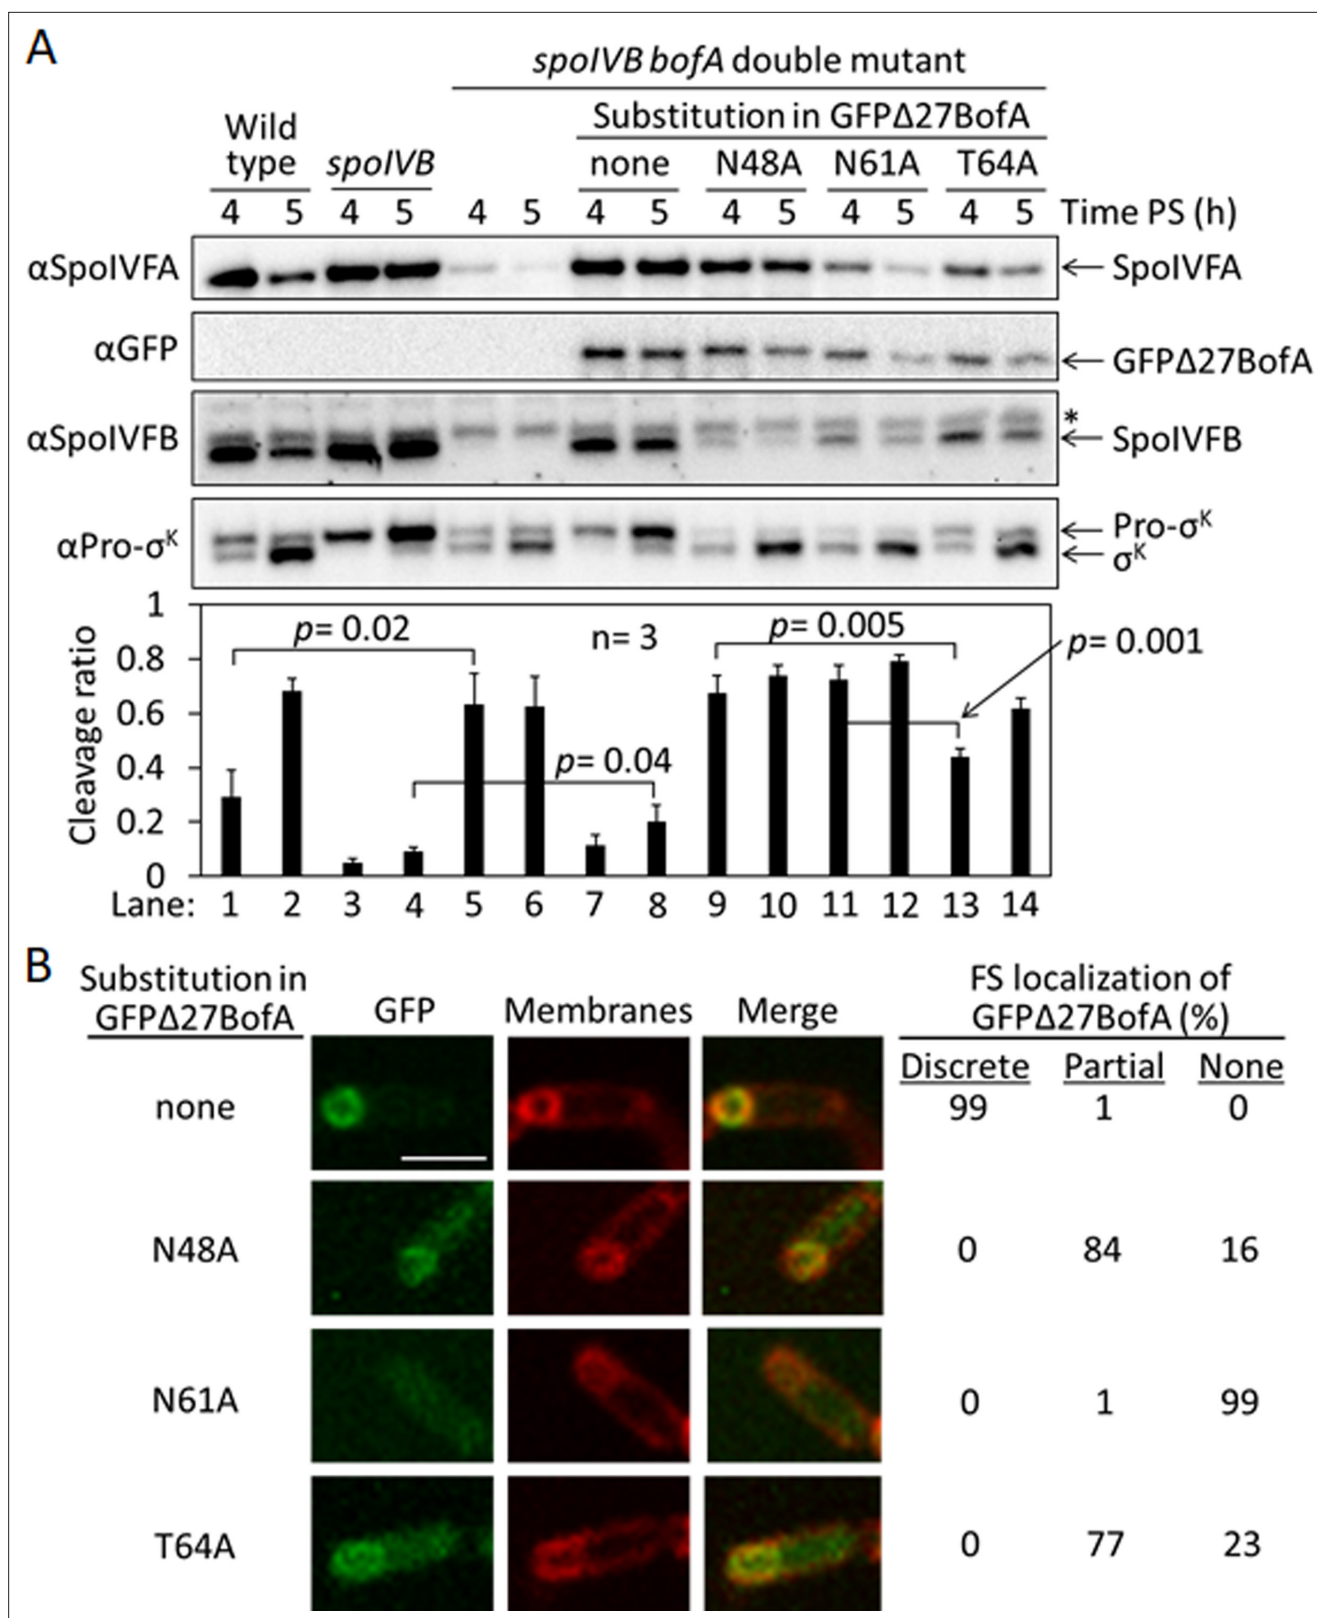 A
spoIVB bofA double mutant
Substitution in GFPΔ27BofA
Wild type
spoIVB
none
N48A
N61A
T64A
4 5 4 5 4 5 4 5 4 5 4 5 4 5 Time PS (h)
αSpoIVFA
SpoIVFA
αGFP
GFPΔ27BofA
αSpoIVFB
*
SpoIVFB
αPro-σᴷ
Pro-σᴷ
σᴷ
Cleavage ratio
1
0.8
0.6
0.4
0.2
0
p= 0.02
n= 3
p= 0.005
p= 0.001
p= 0.04
Lane: 1 2 3 4 5 6 7 8 9 10 11 12 13 14
B
Substitution in
GFPΔ27BofA
GFP
Membranes
Merge
FS localization of
GFPΔ27BofA (%)
Discrete Partial None
none 99 1 0
N48A 0 84 16
N61A 0 1 99
T64A 0 77 23